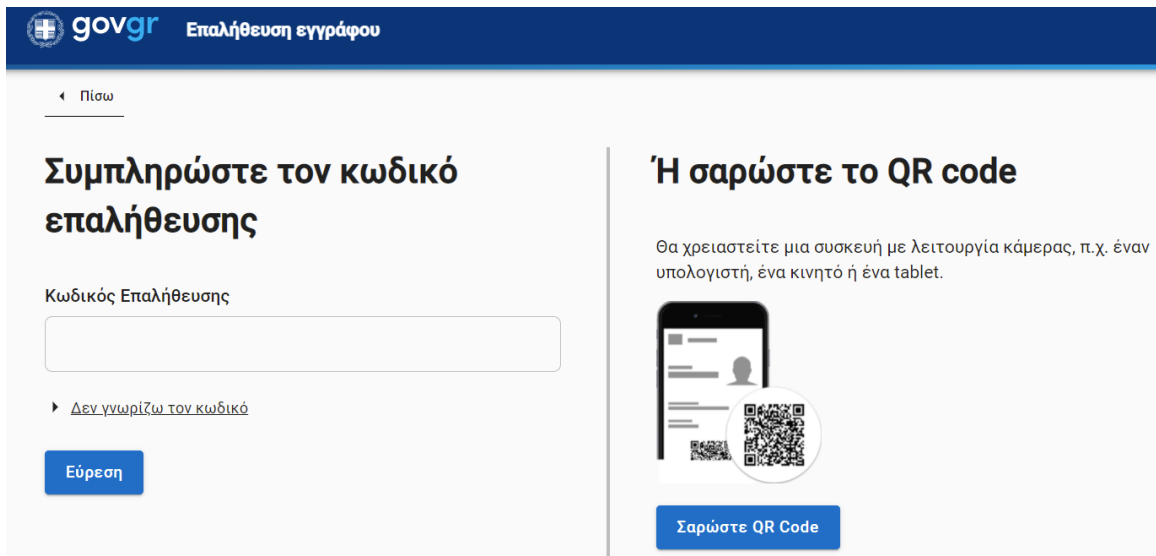 govgr Επαλήθευση εγγράφου
Πίσω
Συμπληρώστε τον κωδικό
επαλήθευσης
Κωδικός Επαλήθευσης
Δεν γνωρίζω τον κωδικό
Εύρεση
Ή σαρώστε το QR code
Θα χρειαστείτε μια συσκευή με λειτουργία κάμερας, π.χ. έναν
υπολογιστή, ένα κινητό ή ένα tablet.
Σαρώστε QR Code